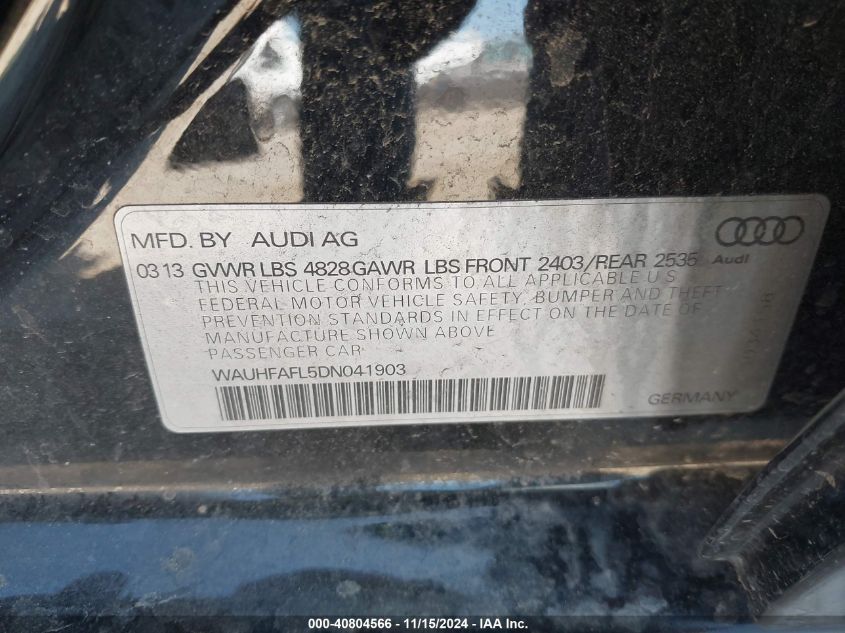 MFD. BY AUDI AG
Audi
0313 GVWR LBS 4828 GAWR LBS FRONT 2403/REAR 2535
THIS VEHICLE CONFORMS TO ALL APPLICABLE U S
FEDERAL MOTOR VEHICLE SAFETY, BUMPER AND THEFT
PREVENTION STANDARDS IN EFFECT ON THE DATE OF
MANUFACTURE SHOWN ABOVE
PASSENGER CAR
WAUHFAFL5DN041903
GERMANY
000-40804566 - 11/15/2024 - IAA Inc.